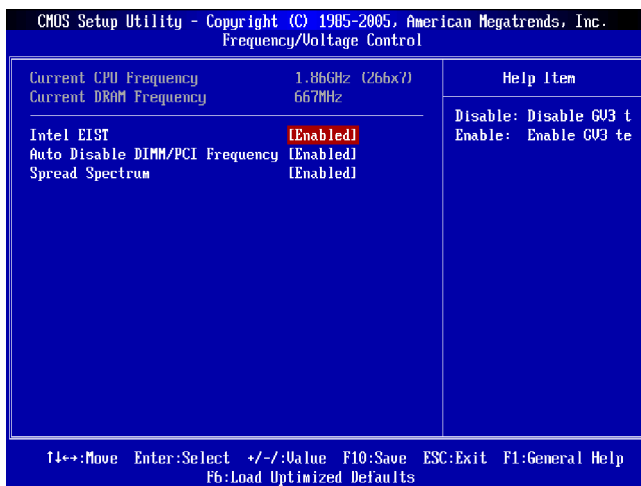 CMOS Setup Utility - Copyright (C) 1985-2005, American Megatrends, Inc.
Frequency/Voltage Control
Current CPU Frequency 1.86GHz (266x7)
Current DRAM Frequency 667MHz
Intel EIST [Enabled]
Auto Disable DIMM/PCI Frequency [Enabled]
Spread Spectrum [Enabled]
Help Item
Disable: Disable GV3 t
Enable: Enable GV3 te
↑↓←→:Move Enter:Select +/-/:Value F10:Save ESC:Exit F1:General Help
F6:Load Optimized Defaults